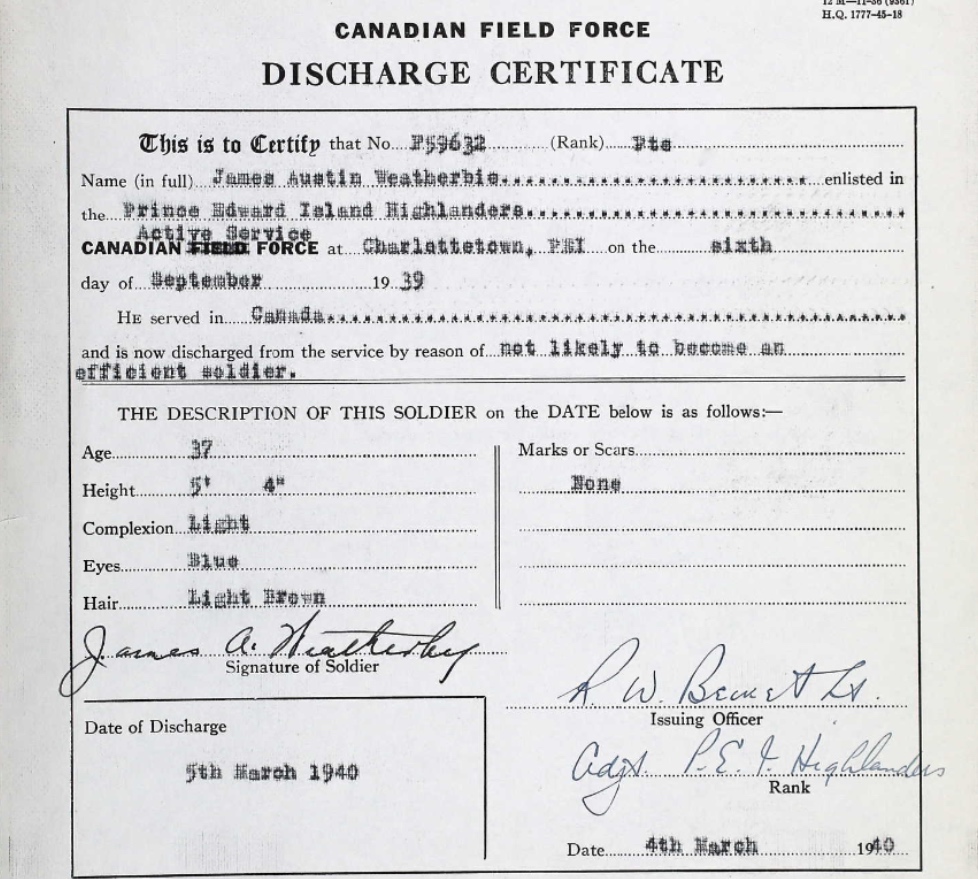 12 M—11-36 (9361)
H.Q. 1777-45-18
CANADIAN FIELD FORCE
DISCHARGE CERTIFICATE
This is to Certify that No. F59632 (Rank) Pte
Name (in full) James Austin Weatherbie enlisted in
the Prince Edward Island Highlanders
Active Service
CANADIAN FIELD FORCE at Charlottetown, PEI on the sixth
day of September 19 39
HE served in Canada
and is now discharged from the service by reason of not likely to become an
efficient soldier.
THE DESCRIPTION OF THIS SOLDIER on the DATE below is as follows:—
Age 37 Marks or Scars
Height 5' 4" None
Complexion Light
Eyes Blue
Hair Light Brown
James A. Weatherby
Signature of Soldier
R. W. Bennett Lt.
Issuing Officer
Date of Discharge
5th March 1940
Adjt. P. E. I. Highlanders
Rank
Date 4th March 1940